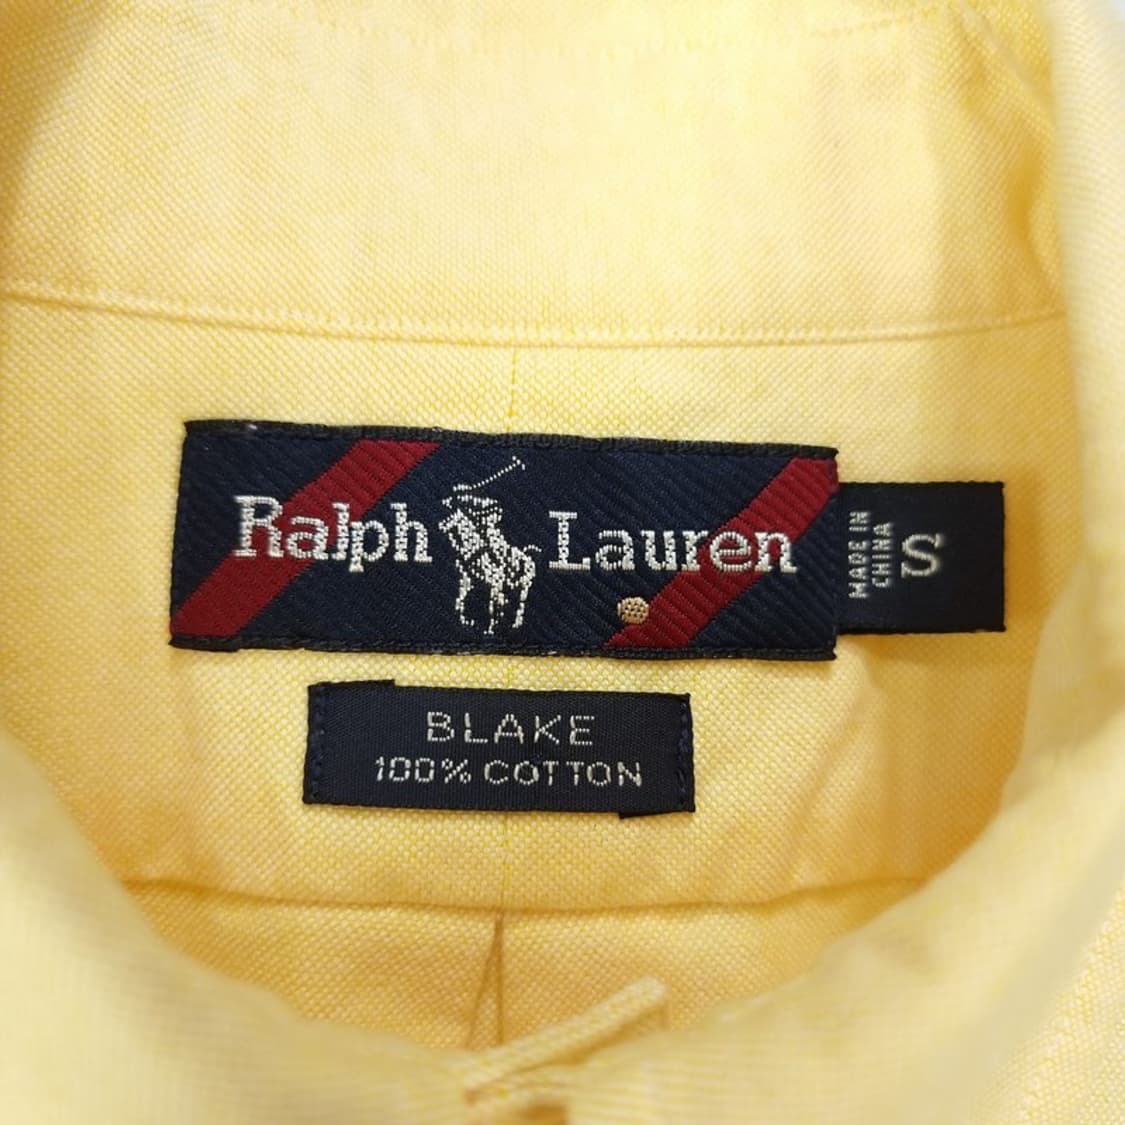 Ralph Lauren
MADE IN
CHINA
S
BLAKE
100% COTTON